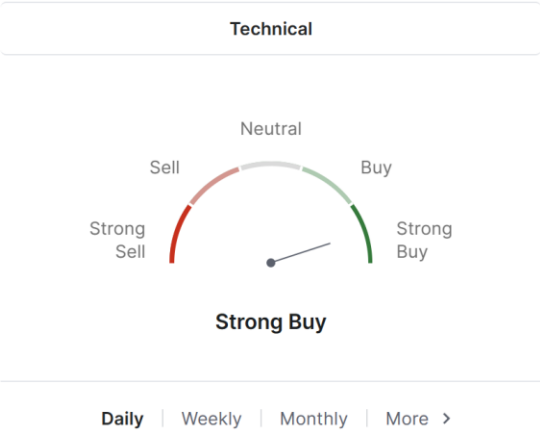 Technical
Neutral
Sell
Buy
Strong
Sell
Strong
Buy
Strong Buy
Daily
Weekly
Monthly
More